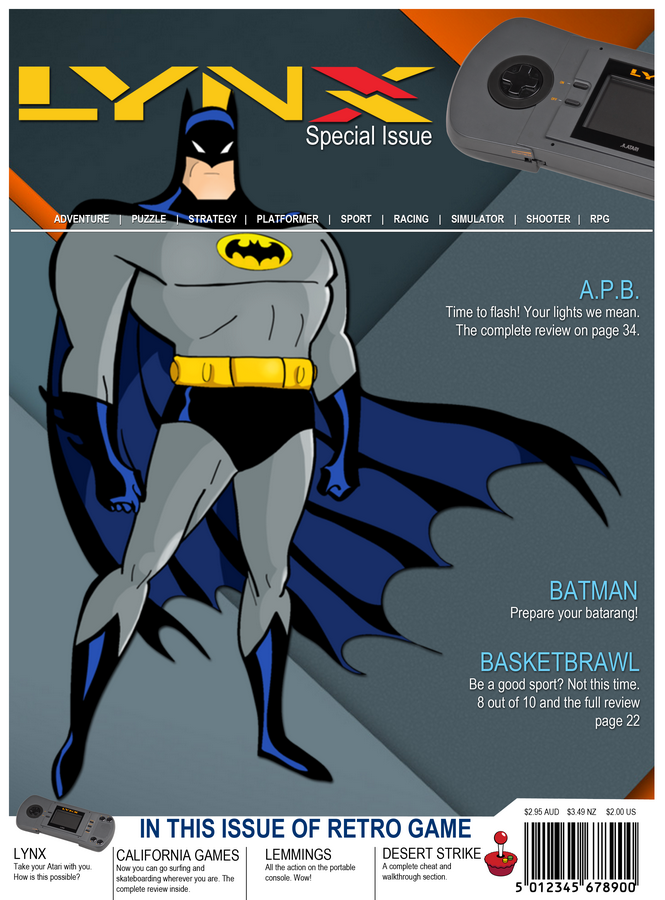 LYNX
LY
ATARI
Special Issue
ADVENTURE | PUZZLE | STRATEGY | PLATFORMER | SPORT | RACING | SIMULATOR | SHOOTER | RPG
A.P.B.
Time to flash! Your lights we mean.
The complete review on page 34.
BATMAN
Prepare your batarang!
BASKETBRAWL
Be a good sport? Not this time.
8 out of 10 and the full review
page 22
$2.95 AUD $3.49 NZ $2.00 US
IN THIS ISSUE OF RETRO GAME
LYNX
Take your Atari with you.
How is this possible?
CALIFORNIA GAMES
Now you can go surfing and
skateboarding wherever you are. The
complete review inside.
LEMMINGS
All the action on the portable
console. Wow!
DESERT STRIKE
A complete cheat and
walkthrough section.
5 012345 678900